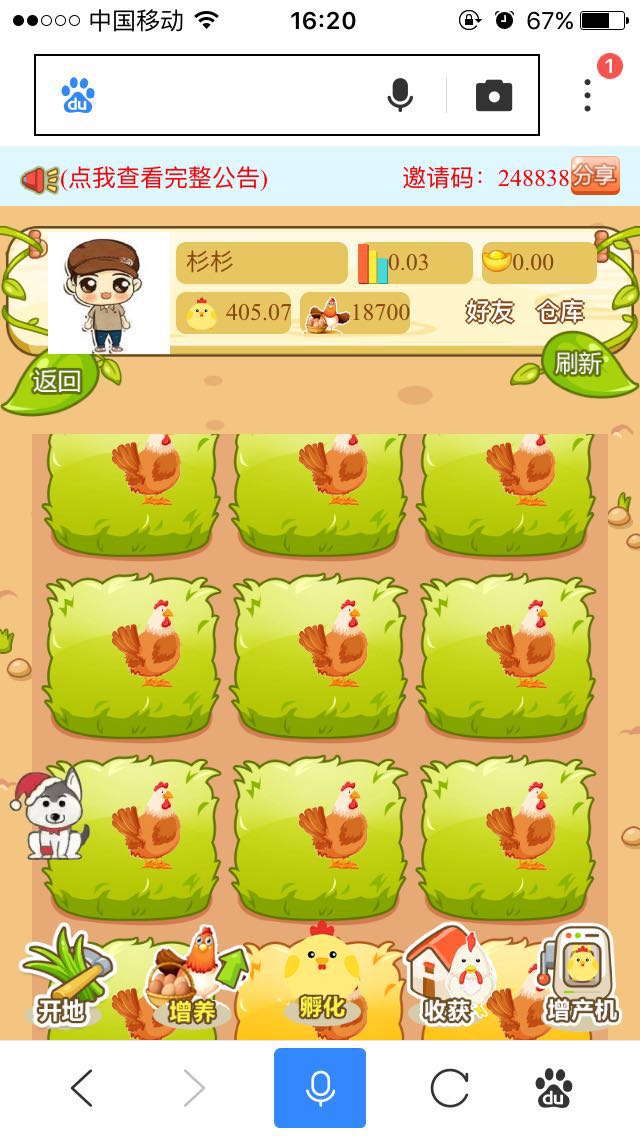 中国移动 16:20 67%
du
1
(点我查看完整公告) 邀请码：248838 分享
杉杉 0.03 0.00
405.07 18700 好友 仓库
返回 刷新
开地 增养 孵化 收获 增产机
du